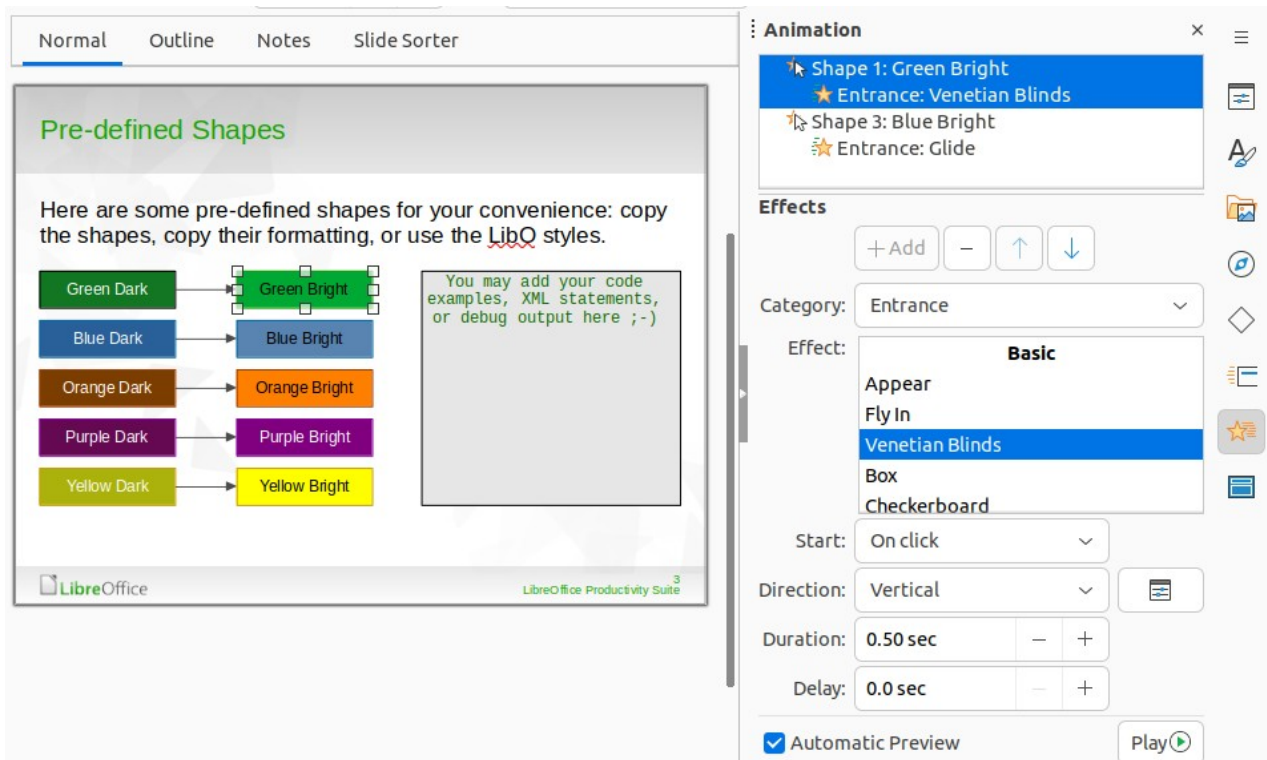 Normal Outline Notes Slide Sorter
Pre-defined Shapes
Here are some pre-defined shapes for your convenience: copy
the shapes, copy their formatting, or use the LibO styles.
Green Dark Green Bright
Blue Dark Blue Bright
Orange Dark Orange Bright
Purple Dark Purple Bright
Yellow Dark Yellow Bright
You may add your code
examples, XML statements,
or debug output here ;-)
LibreOffice
3
LibreOffice Productivity Suite
Animation
Shape 1: Green Bright
Entrance: Venetian Blinds
Shape 3: Blue Bright
Entrance: Glide
Effects
Add
Category: Entrance
Effect:
Basic
Appear
Fly In
Venetian Blinds
Box
Checkerboard
Start: On click
Direction: Vertical
Duration: 0.50 sec
Delay: 0.0 sec
Automatic Preview Play